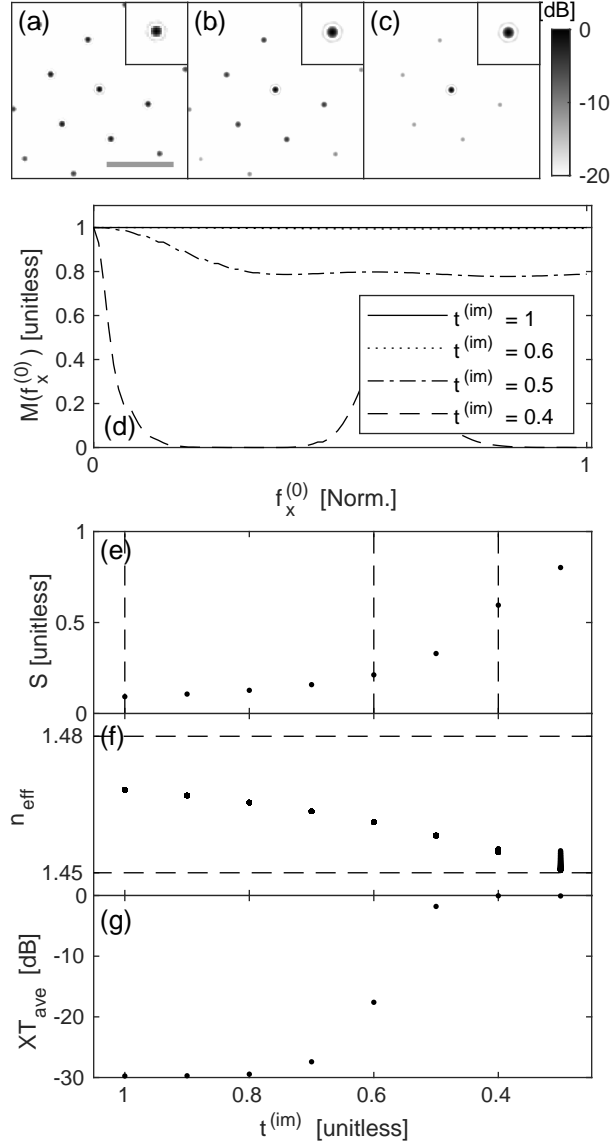 (a) (b) (c) [dB]
0
-10
-20
M(f_x^(0)) [unitless]
1
0.8
0.6
0.4
0.2
0
(d)
t^(im) = 1
t^(im) = 0.6
t^(im) = 0.5
t^(im) = 0.4
0 1
f_x^(0) [Norm.]
(e)
S [unitless]
1
0.5
0
(f)
n_eff
1.48
1.45
(g)
XT_ave [dB]
0
-10
-20
-30
1 0.8 0.6 0.4
t^(im) [unitless]